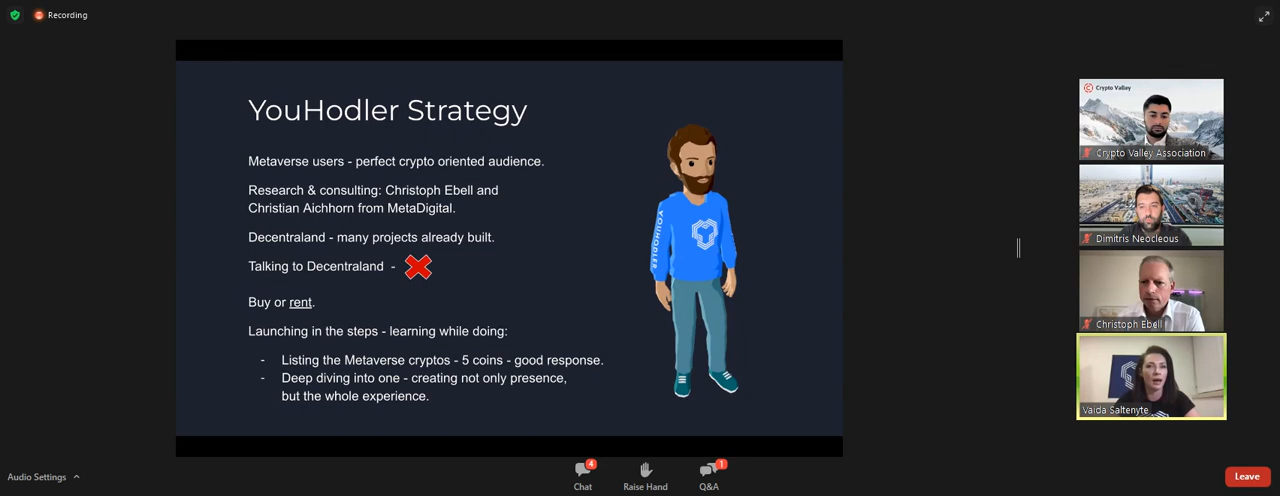 Recording
YouHodler Strategy
Metaverse users - perfect crypto oriented audience.
Research & consulting: Christoph Ebell and
Christian Aichhorn from MetaDigital.
Decentraland - many projects already built.
Talking to Decentraland -
Buy or rent.
Launching in the steps - learning while doing:
- Listing the Metaverse cryptos - 5 coins - good response.
- Deep diving into one - creating not only presence,
but the whole experience.
YOUHODLER
Crypto Valley
Crypto Valley Association
Dimitris Neocleous
Christoph Ebell
Vaida Saltenyte
Audio Settings
4
Chat
Raise Hand
1
Q&A
Leave